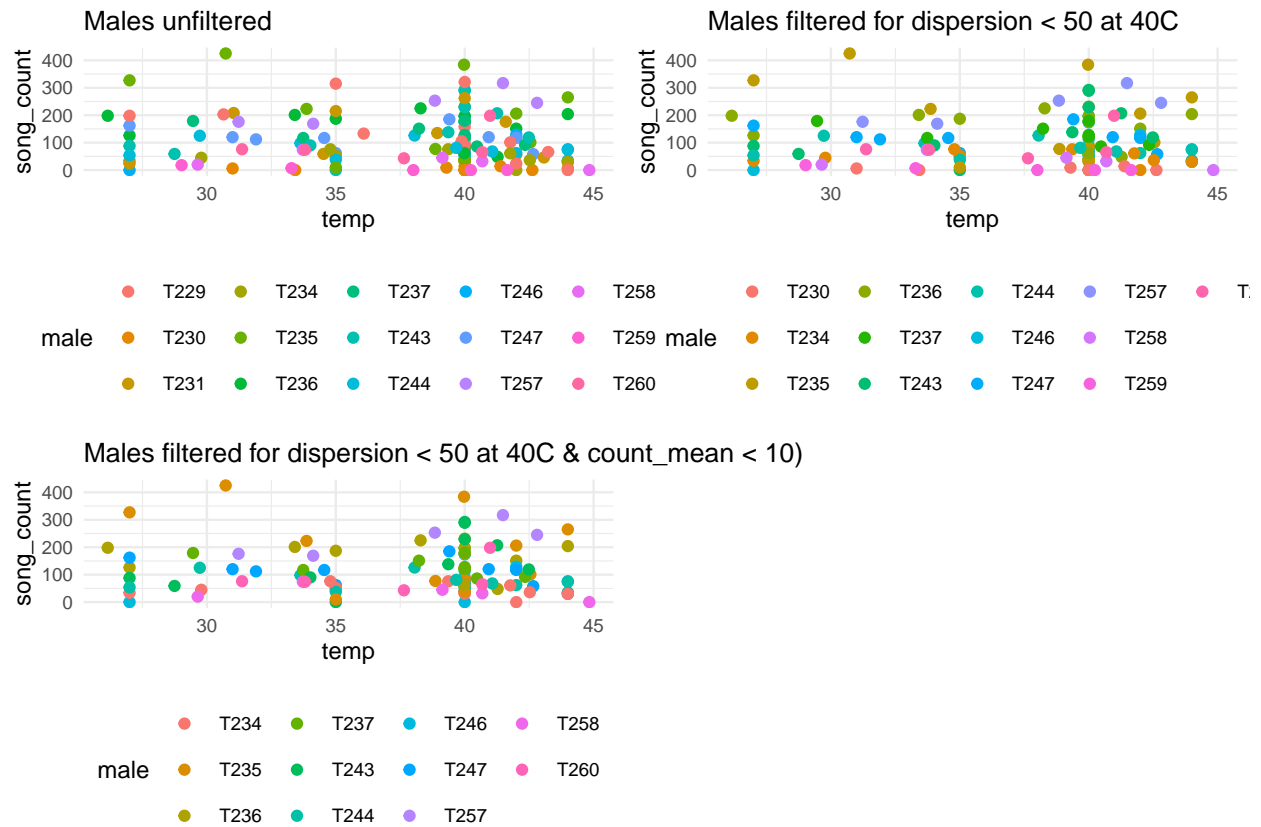 Males unfiltered
song_count
400
300
200
100
0
30 35 40 45
temp
male
T229 T234 T237 T246 T258
T230 T235 T243 T247 T259
T231 T236 T244 T257 T260
Males filtered for dispersion < 50 at 40C
song_count
400
300
200
100
0
30 35 40 45
temp
male
T230 T236 T244 T257 T
T234 T237 T246 T258
T235 T243 T247 T259
Males filtered for dispersion < 50 at 40C & count_mean < 10)
song_count
400
300
200
100
0
30 35 40 45
temp
male
T234 T237 T246 T258
T235 T243 T247 T260
T236 T244 T257